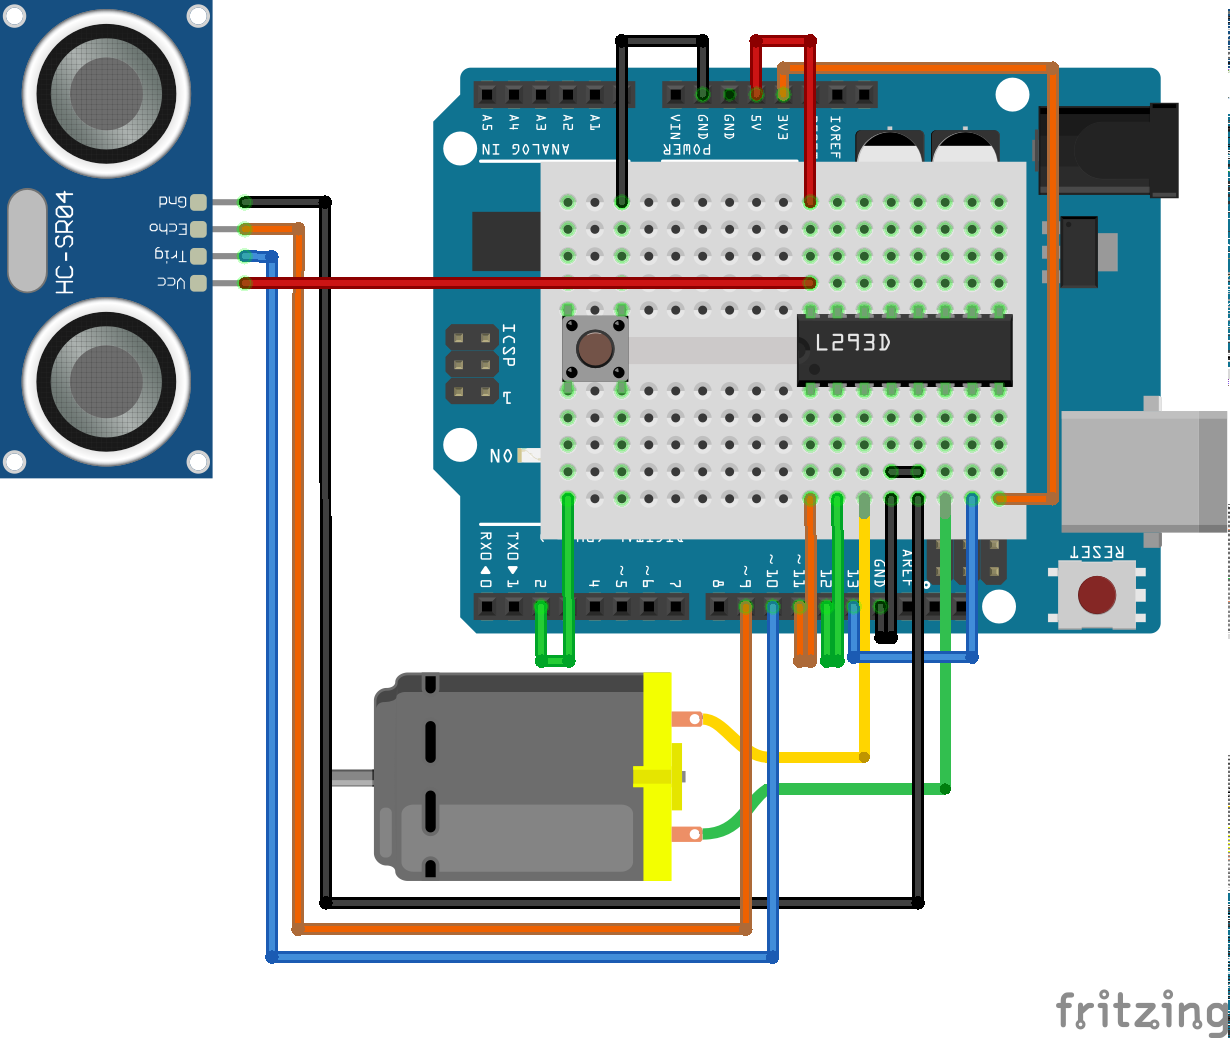 A5 A4 A3 A2 A1
VIN GND GND 5V 3V3 IOREF
ANALOG IN
POWER
Gnd
Echo
Trig
Vcc
HC-SR04
ICSP
1
L293D
ON
RX0◀0 TX0▶1 2 4 ~5 ~6 7 8 ~9 ~10 ~11 12 13 GND AREF
RESET
fritzing